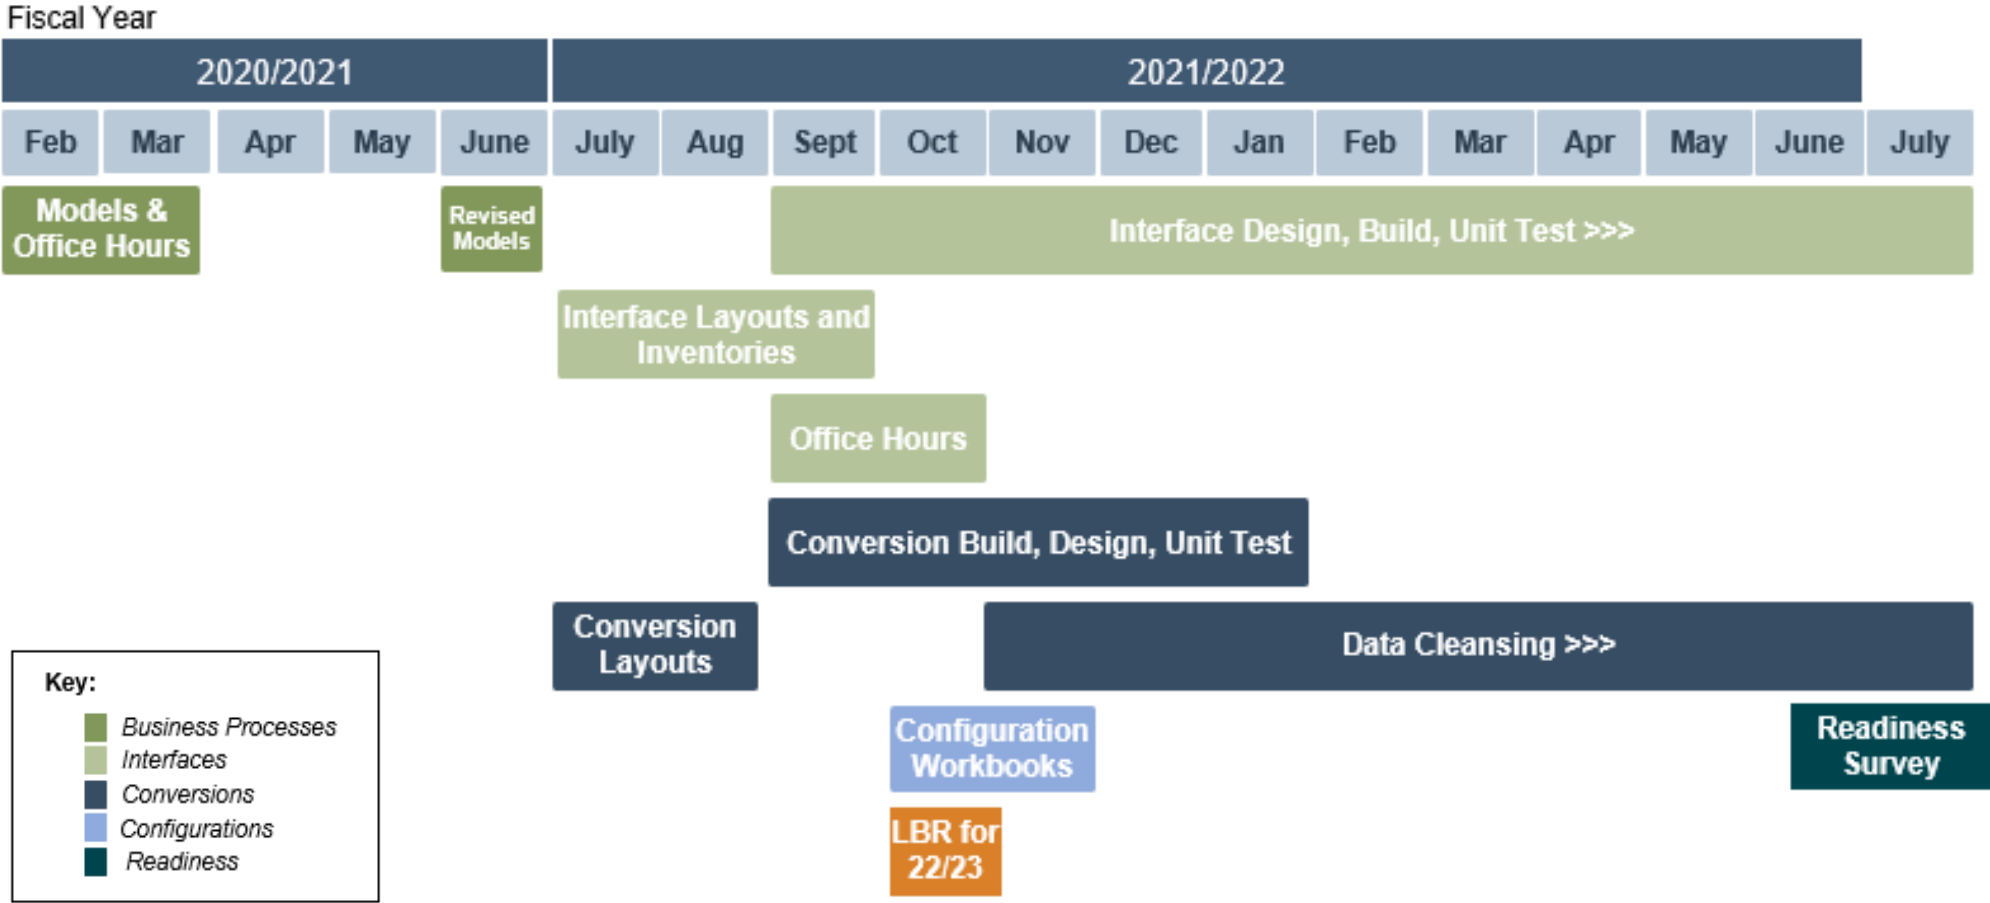 Fiscal Year
2020/2021
2021/2022
Feb
Mar
Apr
May
June
July
Aug
Sept
Oct
Nov
Dec
Jan
Feb
Mar
Apr
May
June
July
Models &
Office Hours
Revised
Models
Interface Design, Build, Unit Test >>>
Interface Layouts and
Inventories
Office Hours
Conversion Build, Design, Unit Test
Conversion
Layouts
Data Cleansing >>>
Configuration
Workbooks
Readiness
Survey
LBR for
22/23
Key:
Business Processes
Interfaces
Conversions
Configurations
Readiness